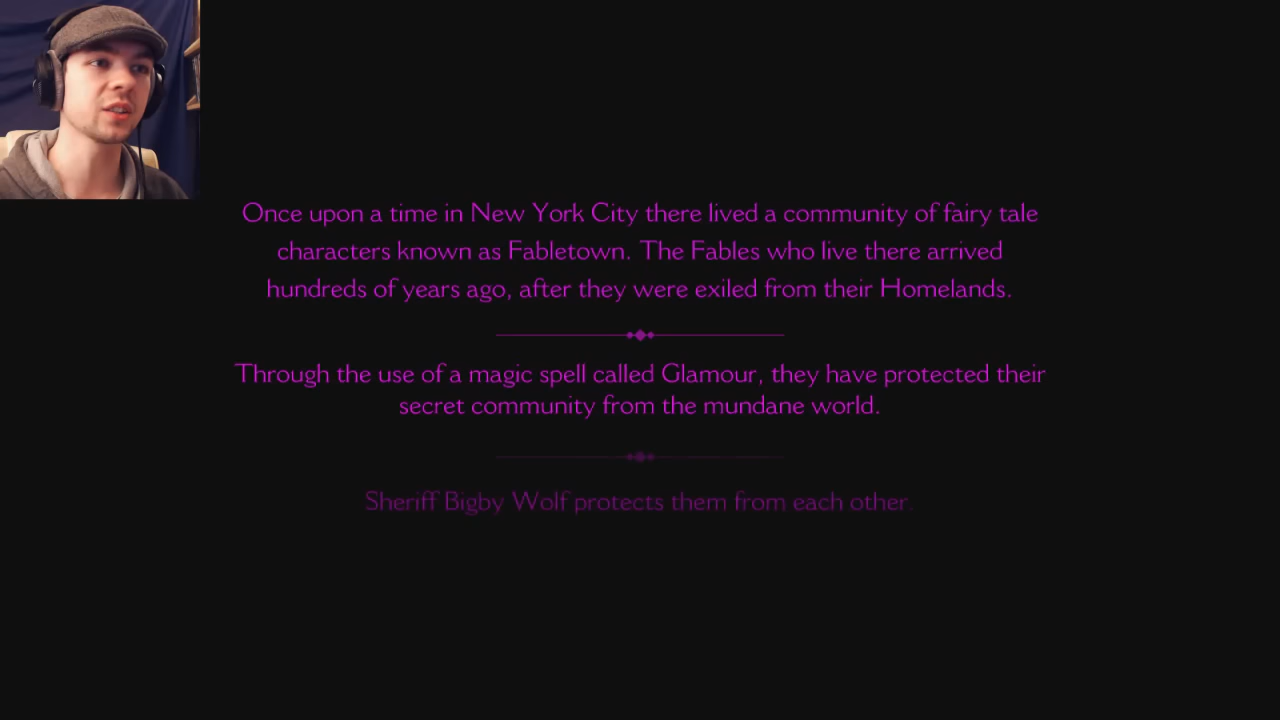 Once upon a time in New York City there lived a community of fairy tale
characters known as Fabletown. The Fables who live there arrived
hundreds of years ago, after they were exiled from their Homelands.
Through the use of a magic spell called Glamour, they have protected their
secret community from the mundane world.
Sheriff Bigby Wolf protects them from each other.